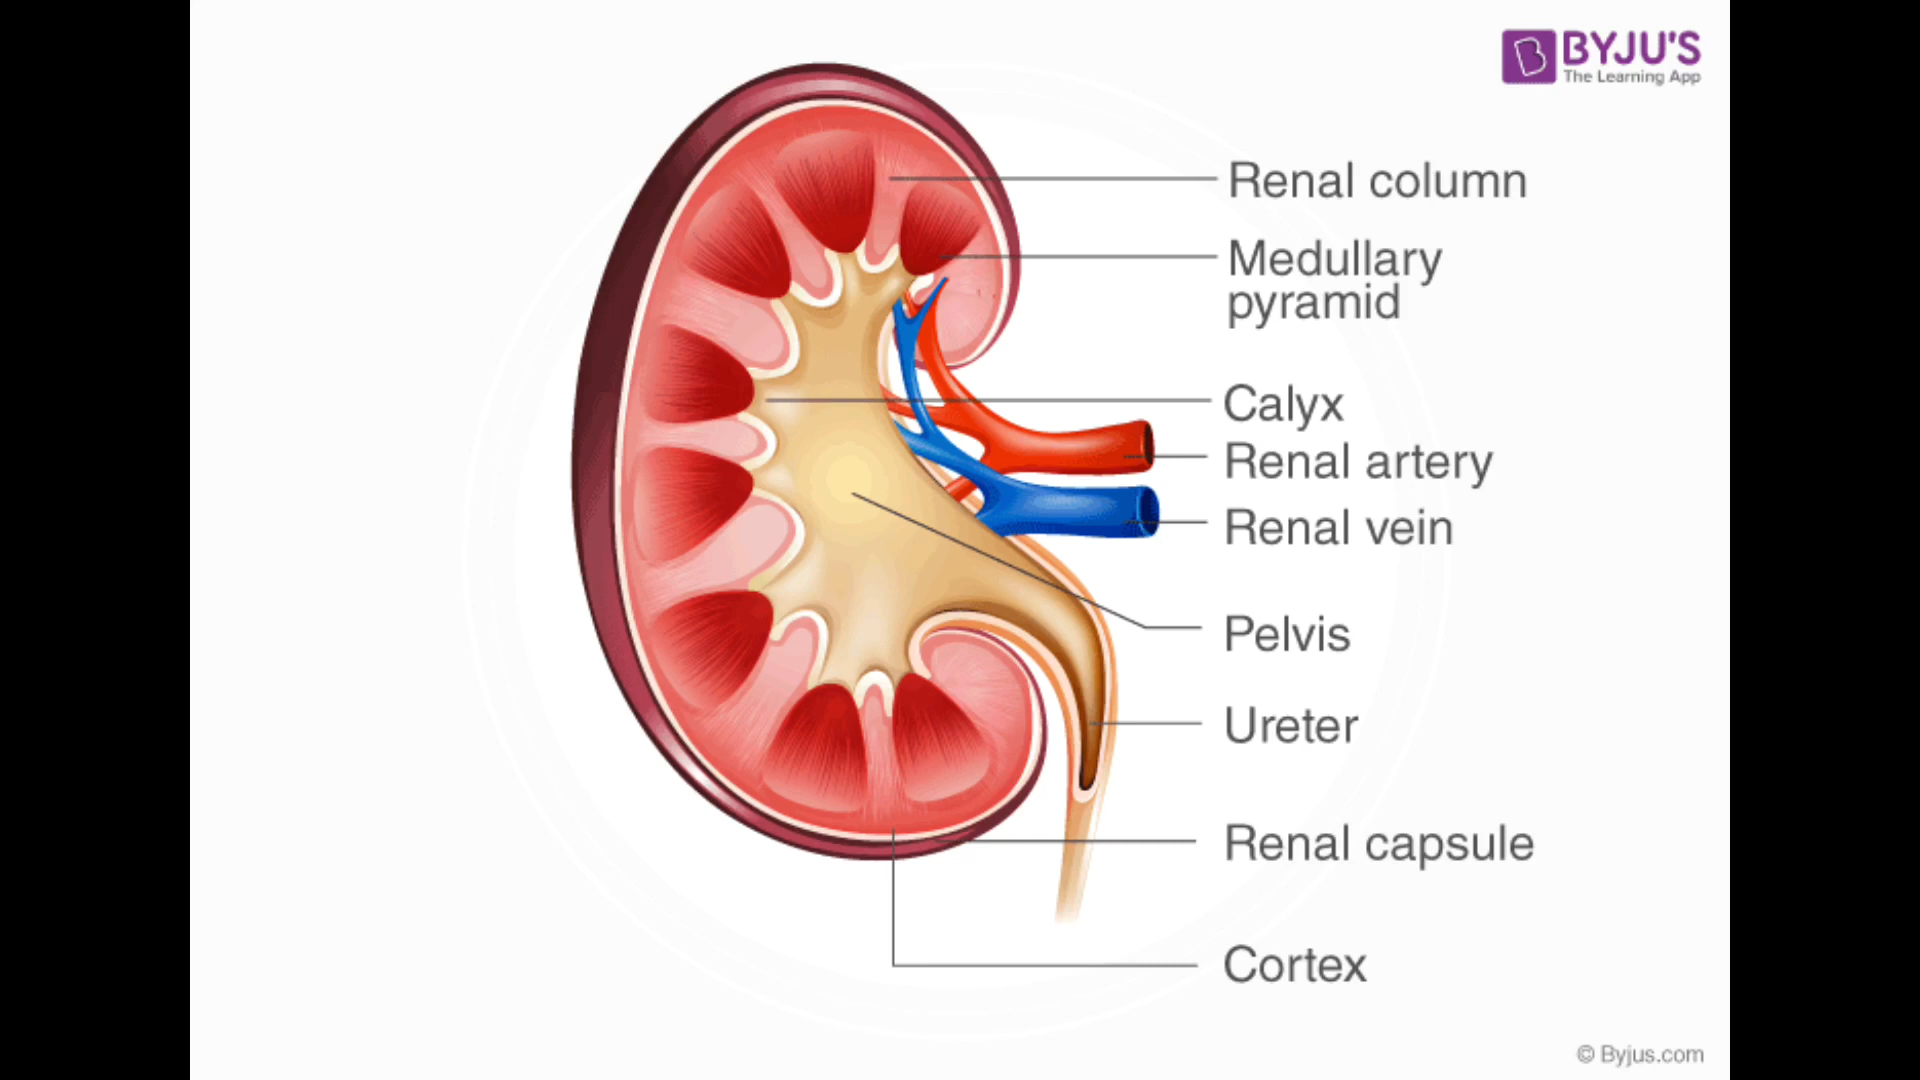 BYJU'S
The Learning App
Renal column
Medullary
pyramid
Calyx
Renal artery
Renal vein
Pelvis
Ureter
Renal capsule
Cortex
© Byjus.com